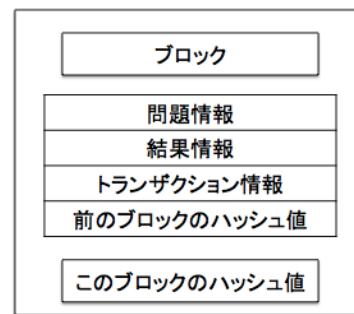 ブロック
問題情報
結果情報
トランザクション情報
前のブロックのハッシュ値
このブロックのハッシュ値